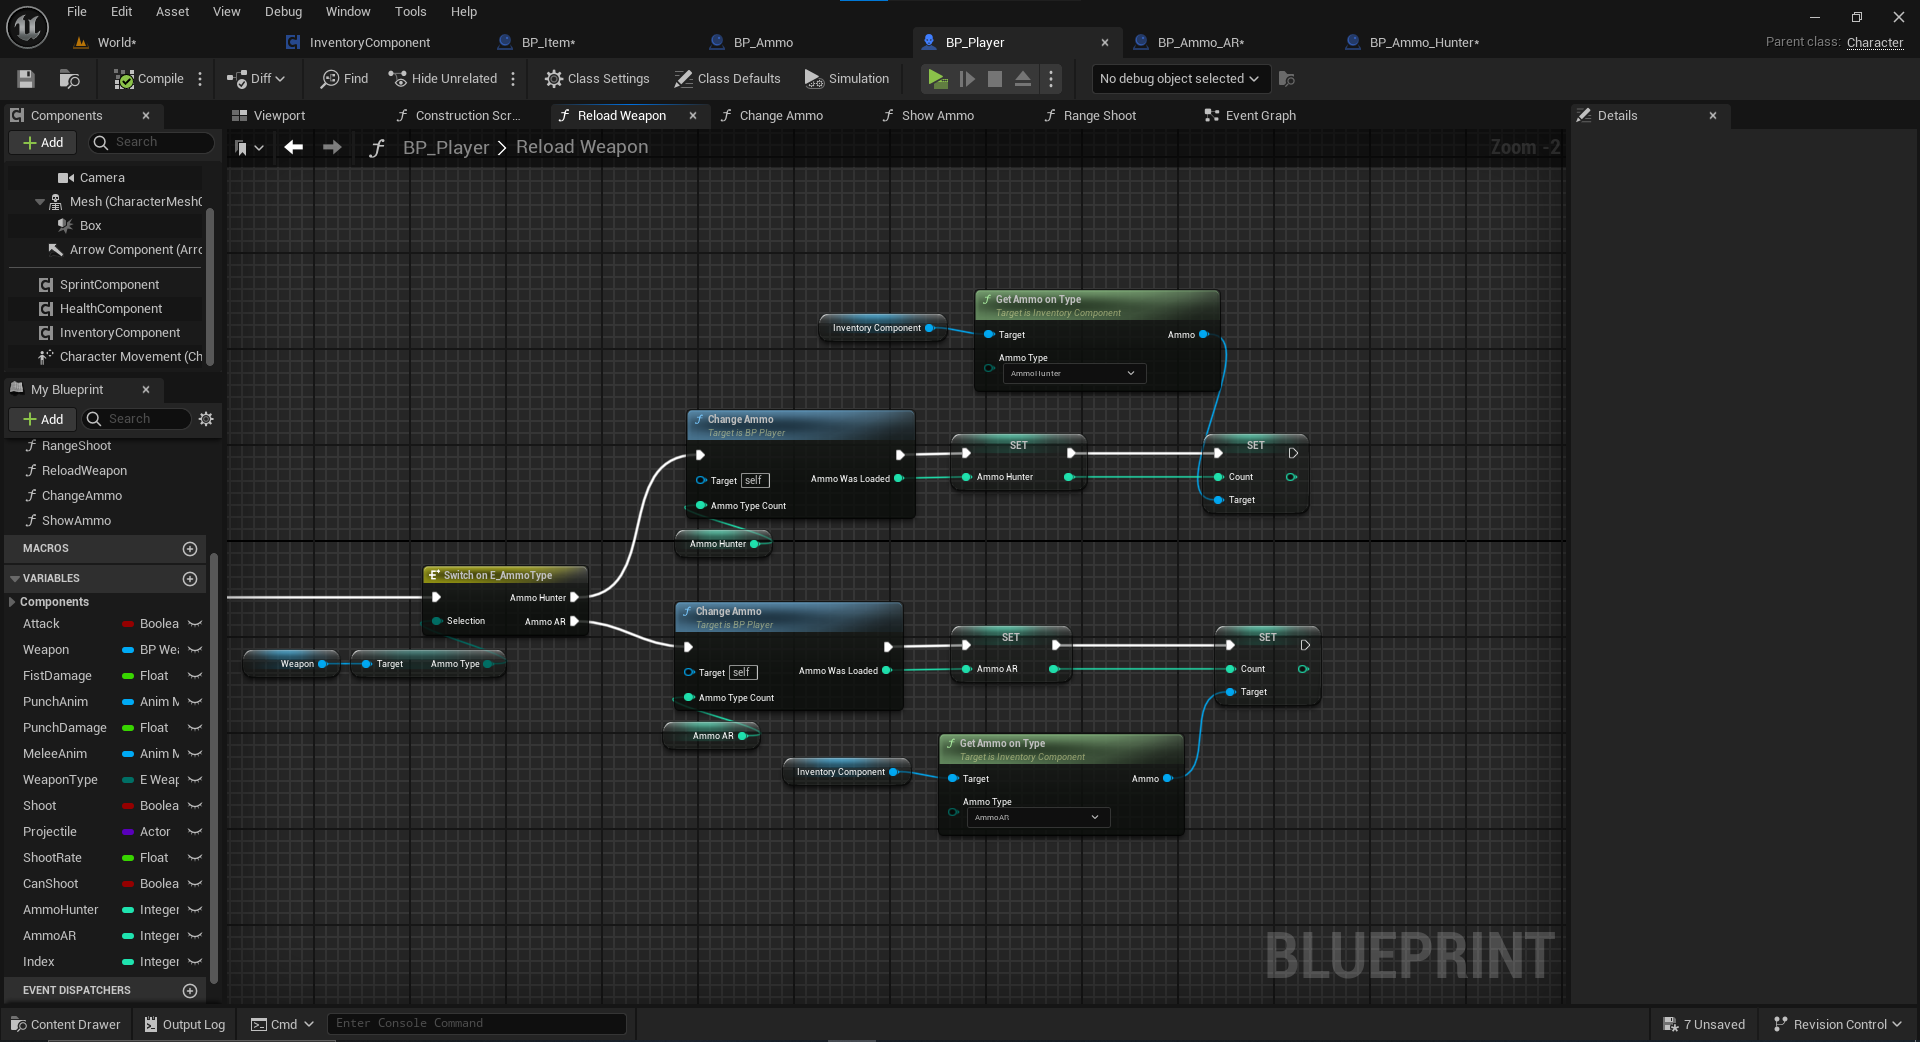 File Edit Asset View Debug Window Tools Help
World* InventoryComponent BP_Item* BP_Ammo BP_Player BP_Ammo_AR* BP_Ammo_Hunter* Parent class: Character
Compile Diff Find Hide Unrelated Class Settings Class Defaults Simulation No debug object selected
Components
Add
Search
Camera
Mesh (CharacterMesh
Box
Arrow Component (Arro
SprintComponent
HealthComponent
InventoryComponent
Character Movement (Ch
My Blueprint
Add
Search
RangeShoot
ReloadWeapon
ChangeAmmo
ShowAmmo
MACROS
VARIABLES
Components
Attack Boolea
Weapon BP Wea
FistDamage Float
PunchAnim Anim M
PunchDamage Float
MeleeAnim Anim M
WeaponType E Weap
Shoot Boolea
Projectile Actor
ShootRate Float
CanShoot Boolea
AmmoHunter Integer
AmmoAR Integer
Index Integer
EVENT DISPATCHERS
Viewport Construction Scr... Reload Weapon Change Ammo Show Ammo Range Shoot Event Graph
BP_Player Reload Weapon
Zoom -2
Get Ammo on Type
Target is Inventory Component
Inventory Component
Target Ammo
Ammo Type
AmmoHunter
Change Ammo
Target is BP Player
Target self Ammo Was Loaded
Ammo Type Count
Ammo Hunter
SET
Ammo Hunter
SET
Count
Target
Switch on E_AmmoType
Ammo Hunter
Selection Ammo AR
Weapon
Target Ammo Type
Change Ammo
Target is BP Player
Target self Ammo Was Loaded
Ammo Type Count
Ammo AR
SET
Ammo AR
SET
Count
Target
Get Ammo on Type
Target is Inventory Component
Inventory Component
Target Ammo
Ammo Type
AmmoAR
BLUEPRINT
Details
Content Drawer Output Log Cmd Enter Console Command 7 Unsaved Revision Control